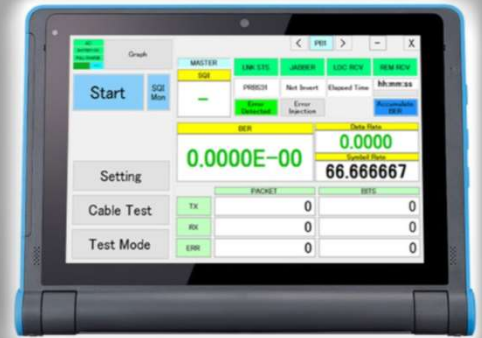 Graph
< PB1 > - X
MASTER LNK STS JABBER LOC RCV REM RCV
SQI
PRBS31 Not Invert Elapsed Time hh:mm:ss
Start SQI Mon
–
Error Detected Error Injection Accumulate BER
BER Data Rate
0.0000E-00 0.0000
Symbol Rate
66.666667
Setting
PACKET BITS
Cable Test TX 0 0
RX 0 0
Test Mode ERR 0 0